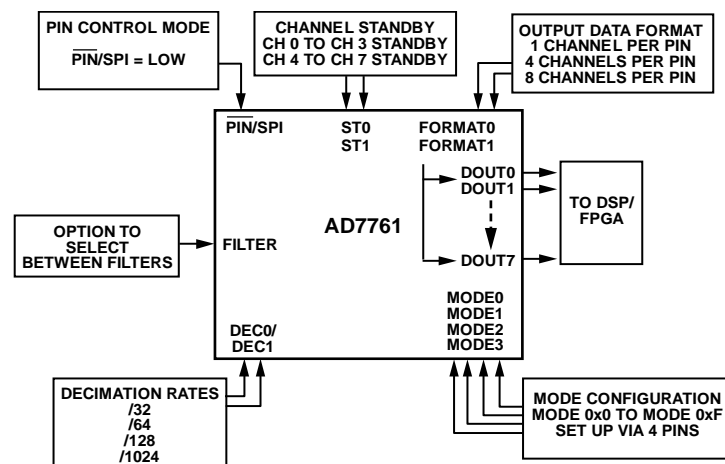 PIN CONTROL MODE
PIN/SPI = LOW
CHANNEL STANDBY
CH 0 TO CH 3 STANDBY
CH 4 TO CH 7 STANDBY
OUTPUT DATA FORMAT
1 CHANNEL PER PIN
4 CHANNELS PER PIN
8 CHANNELS PER PIN
PIN/SPI
ST0
ST1
FORMAT0
FORMAT1
DOUT0
DOUT1
DOUT7
TO DSP/
FPGA
AD7761
OPTION TO
SELECT
BETWEEN FILTERS
FILTER
MODE0
MODE1
MODE2
MODE3
DEC0/
DEC1
DECIMATION RATES
/32
/64
/128
/1024
MODE CONFIGURATION
MODE 0x0 TO MODE 0xF
SET UP VIA 4 PINS